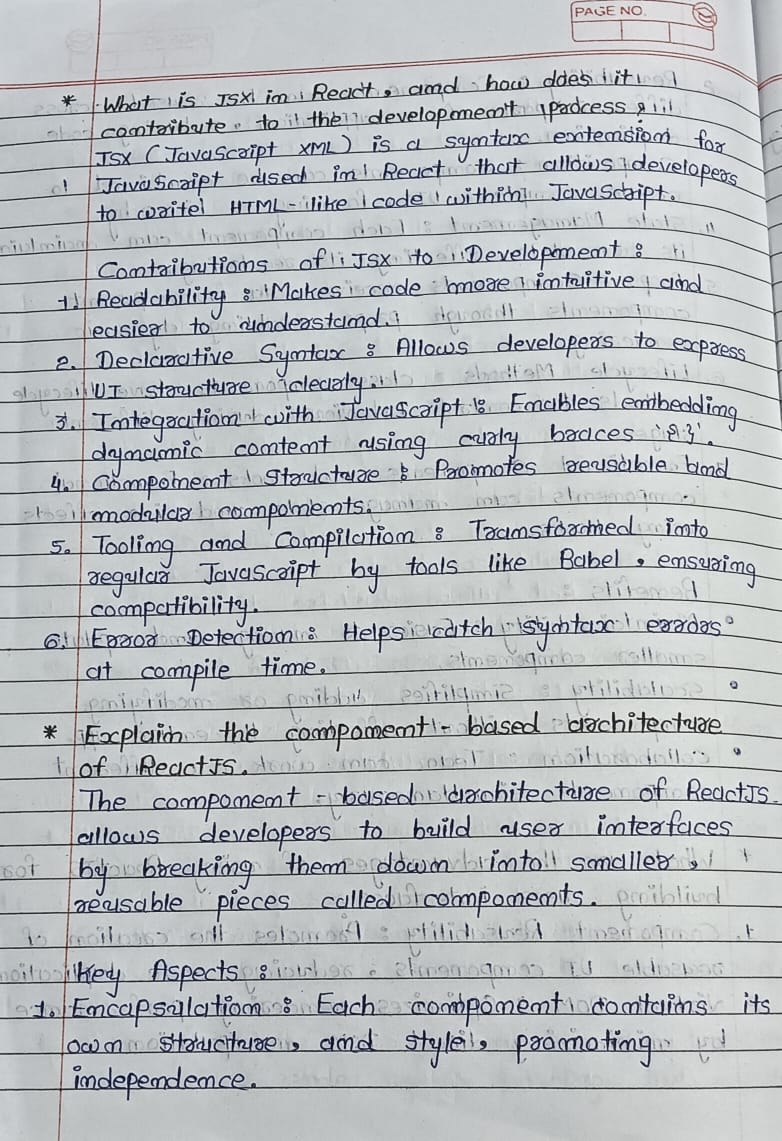 PAGE NO.
* What is JSX in React, and how does it
contribute to the development process ?
JSX (JavaScript XML) is a syntax extension for
JavaScript used in React that allows developers
to write HTML-like code within JavaScript.
Contributions of JSX to Development :
1. Readability : Makes code more intuitive and
easier to understand.
2. Declarative Syntax : Allows developers to express
UI structure clearly.
3. Integration with JavaScript : Enables embedding
dynamic content using curly braces '{ }'.
4. Component Structure : Promotes reusable and
modular components.
5. Tooling and Compilation : Transformed into
regular JavaScript by tools like Babel, ensuring
compatibility.
6. Error Detection : Helps catch syntax errors
at compile time.
* Explain the component-based architecture
of ReactJS.
The component-based architecture of ReactJS
allows developers to build user interfaces
by breaking them down into smaller,
reusable pieces called components.
Key Aspects :
1. Encapsulation : Each component contains its
own structure, and style, promoting
independence.